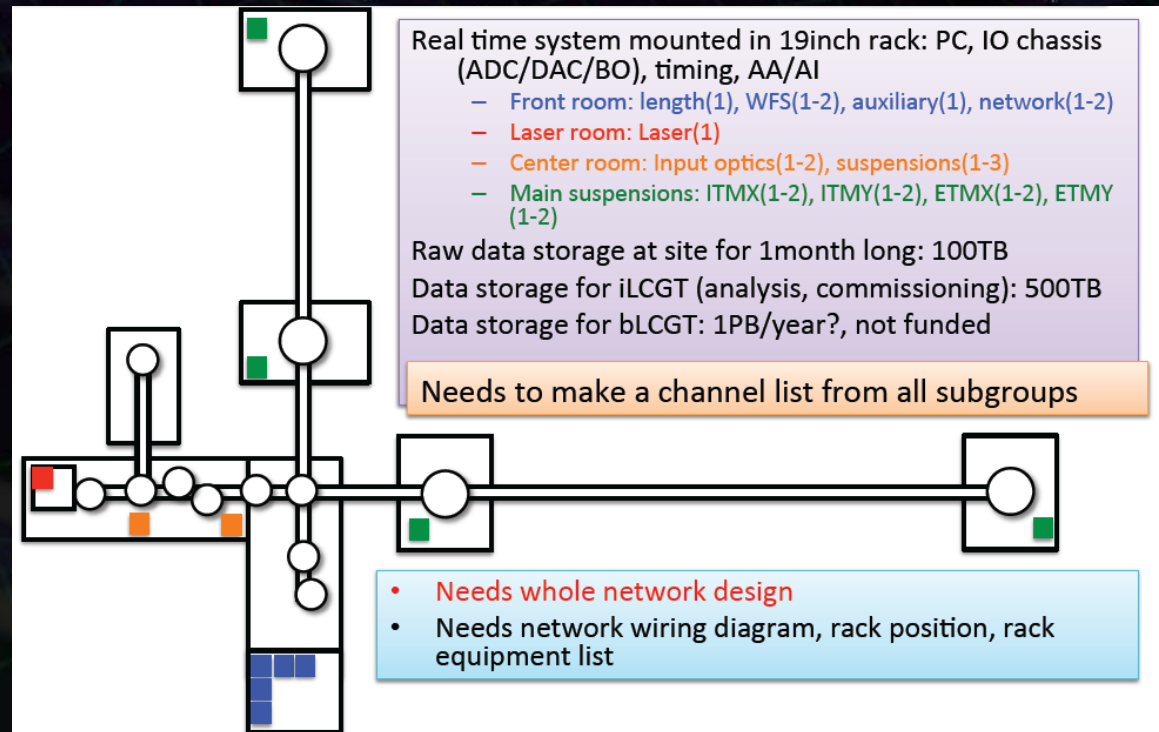 Real time system mounted in 19inch rack: PC, IO chassis
(ADC/DAC/BO), timing, AA/AI
– Front room: length(1), WFS(1-2), auxiliary(1), network(1-2)
– Laser room: Laser(1)
– Center room: Input optics(1-2), suspensions(1-3)
– Main suspensions: ITMX(1-2), ITMY(1-2), ETMX(1-2), ETMY
(1-2)
Raw data storage at site for 1month long: 100TB
Data storage for iLCGT (analysis, commissioning): 500TB
Data storage for bLCGT: 1PB/year?, not funded
Needs to make a channel list from all subgroups
• Needs whole network design
• Needs network wiring diagram, rack position, rack
equipment list